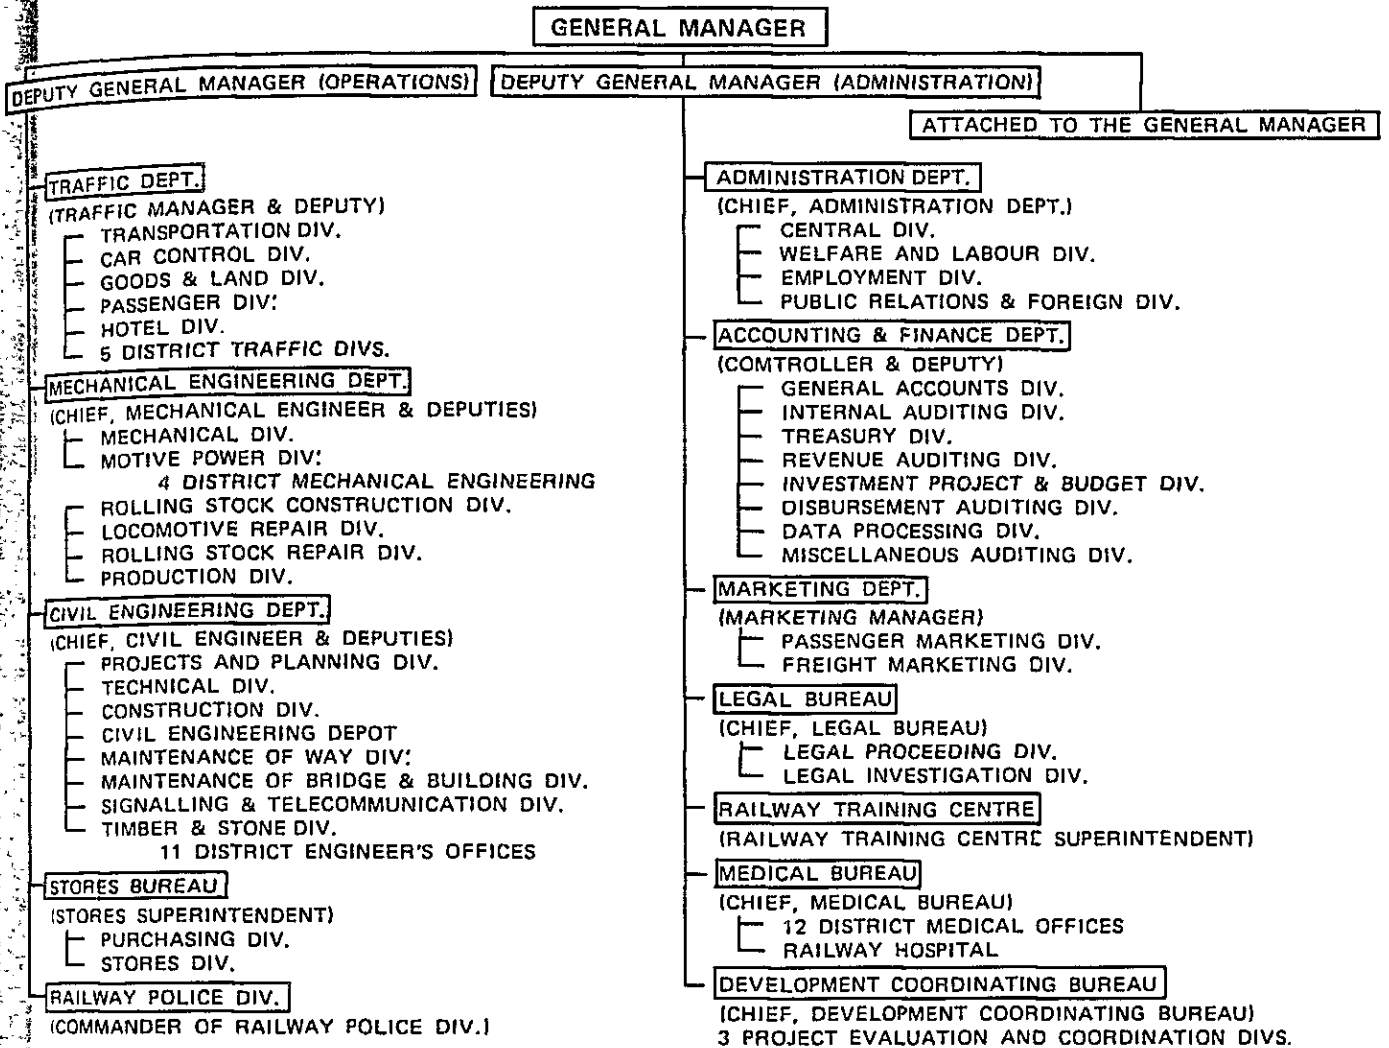 GENERAL MANAGER
DEPUTY GENERAL MANAGER (OPERATIONS)
DEPUTY GENERAL MANAGER (ADMINISTRATION)
ATTACHED TO THE GENERAL MANAGER
TRAFFIC DEPT.
(TRAFFIC MANAGER & DEPUTY)
TRANSPORTATION DIV.
CAR CONTROL DIV.
GOODS & LAND DIV.
PASSENGER DIV.
HOTEL DIV.
5 DISTRICT TRAFFIC DIVS.
MECHANICAL ENGINEERING DEPT.
(CHIEF, MECHANICAL ENGINEER & DEPUTIES)
MECHANICAL DIV.
MOTIVE POWER DIV.
4 DISTRICT MECHANICAL ENGINEERING
ROLLING STOCK CONSTRUCTION DIV.
LOCOMOTIVE REPAIR DIV.
ROLLING STOCK REPAIR DIV.
PRODUCTION DIV.
CIVIL ENGINEERING DEPT.
(CHIEF, CIVIL ENGINEER & DEPUTIES)
PROJECTS AND PLANNING DIV.
TECHNICAL DIV.
CONSTRUCTION DIV.
CIVIL ENGINEERING DEPOT
MAINTENANCE OF WAY DIV.
MAINTENANCE OF BRIDGE & BUILDING DIV.
SIGNALLING & TELECOMMUNICATION DIV.
TIMBER & STONE DIV.
11 DISTRICT ENGINEER'S OFFICES
STORES BUREAU
(STORES SUPERINTENDENT)
PURCHASING DIV.
STORES DIV.
RAILWAY POLICE DIV.
(COMMANDER OF RAILWAY POLICE DIV.)
ADMINISTRATION DEPT.
(CHIEF, ADMINISTRATION DEPT.)
CENTRAL DIV.
WELFARE AND LABOUR DIV.
EMPLOYMENT DIV.
PUBLIC RELATIONS & FOREIGN DIV.
ACCOUNTING & FINANCE DEPT.
(COMTROLLER & DEPUTY)
GENERAL ACCOUNTS DIV.
INTERNAL AUDITING DIV.
TREASURY DIV.
REVENUE AUDITING DIV.
INVESTMENT PROJECT & BUDGET DIV.
DISBURSEMENT AUDITING DIV.
DATA PROCESSING DIV.
MISCELLANEOUS AUDITING DIV.
MARKETING DEPT.
(MARKETING MANAGER)
PASSENGER MARKETING DIV.
FREIGHT MARKETING DIV.
LEGAL BUREAU
(CHIEF, LEGAL BUREAU)
LEGAL PROCEEDING DIV.
LEGAL INVESTIGATION DIV.
RAILWAY TRAINING CENTRE
(RAILWAY TRAINING CENTRE SUPERINTENDENT)
MEDICAL BUREAU
(CHIEF, MEDICAL BUREAU)
12 DISTRICT MEDICAL OFFICES
RAILWAY HOSPITAL
DEVELOPMENT COORDINATING BUREAU
(CHIEF, DEVELOPMENT COORDINATING BUREAU)
3 PROJECT EVALUATION AND COORDINATION DIVS.